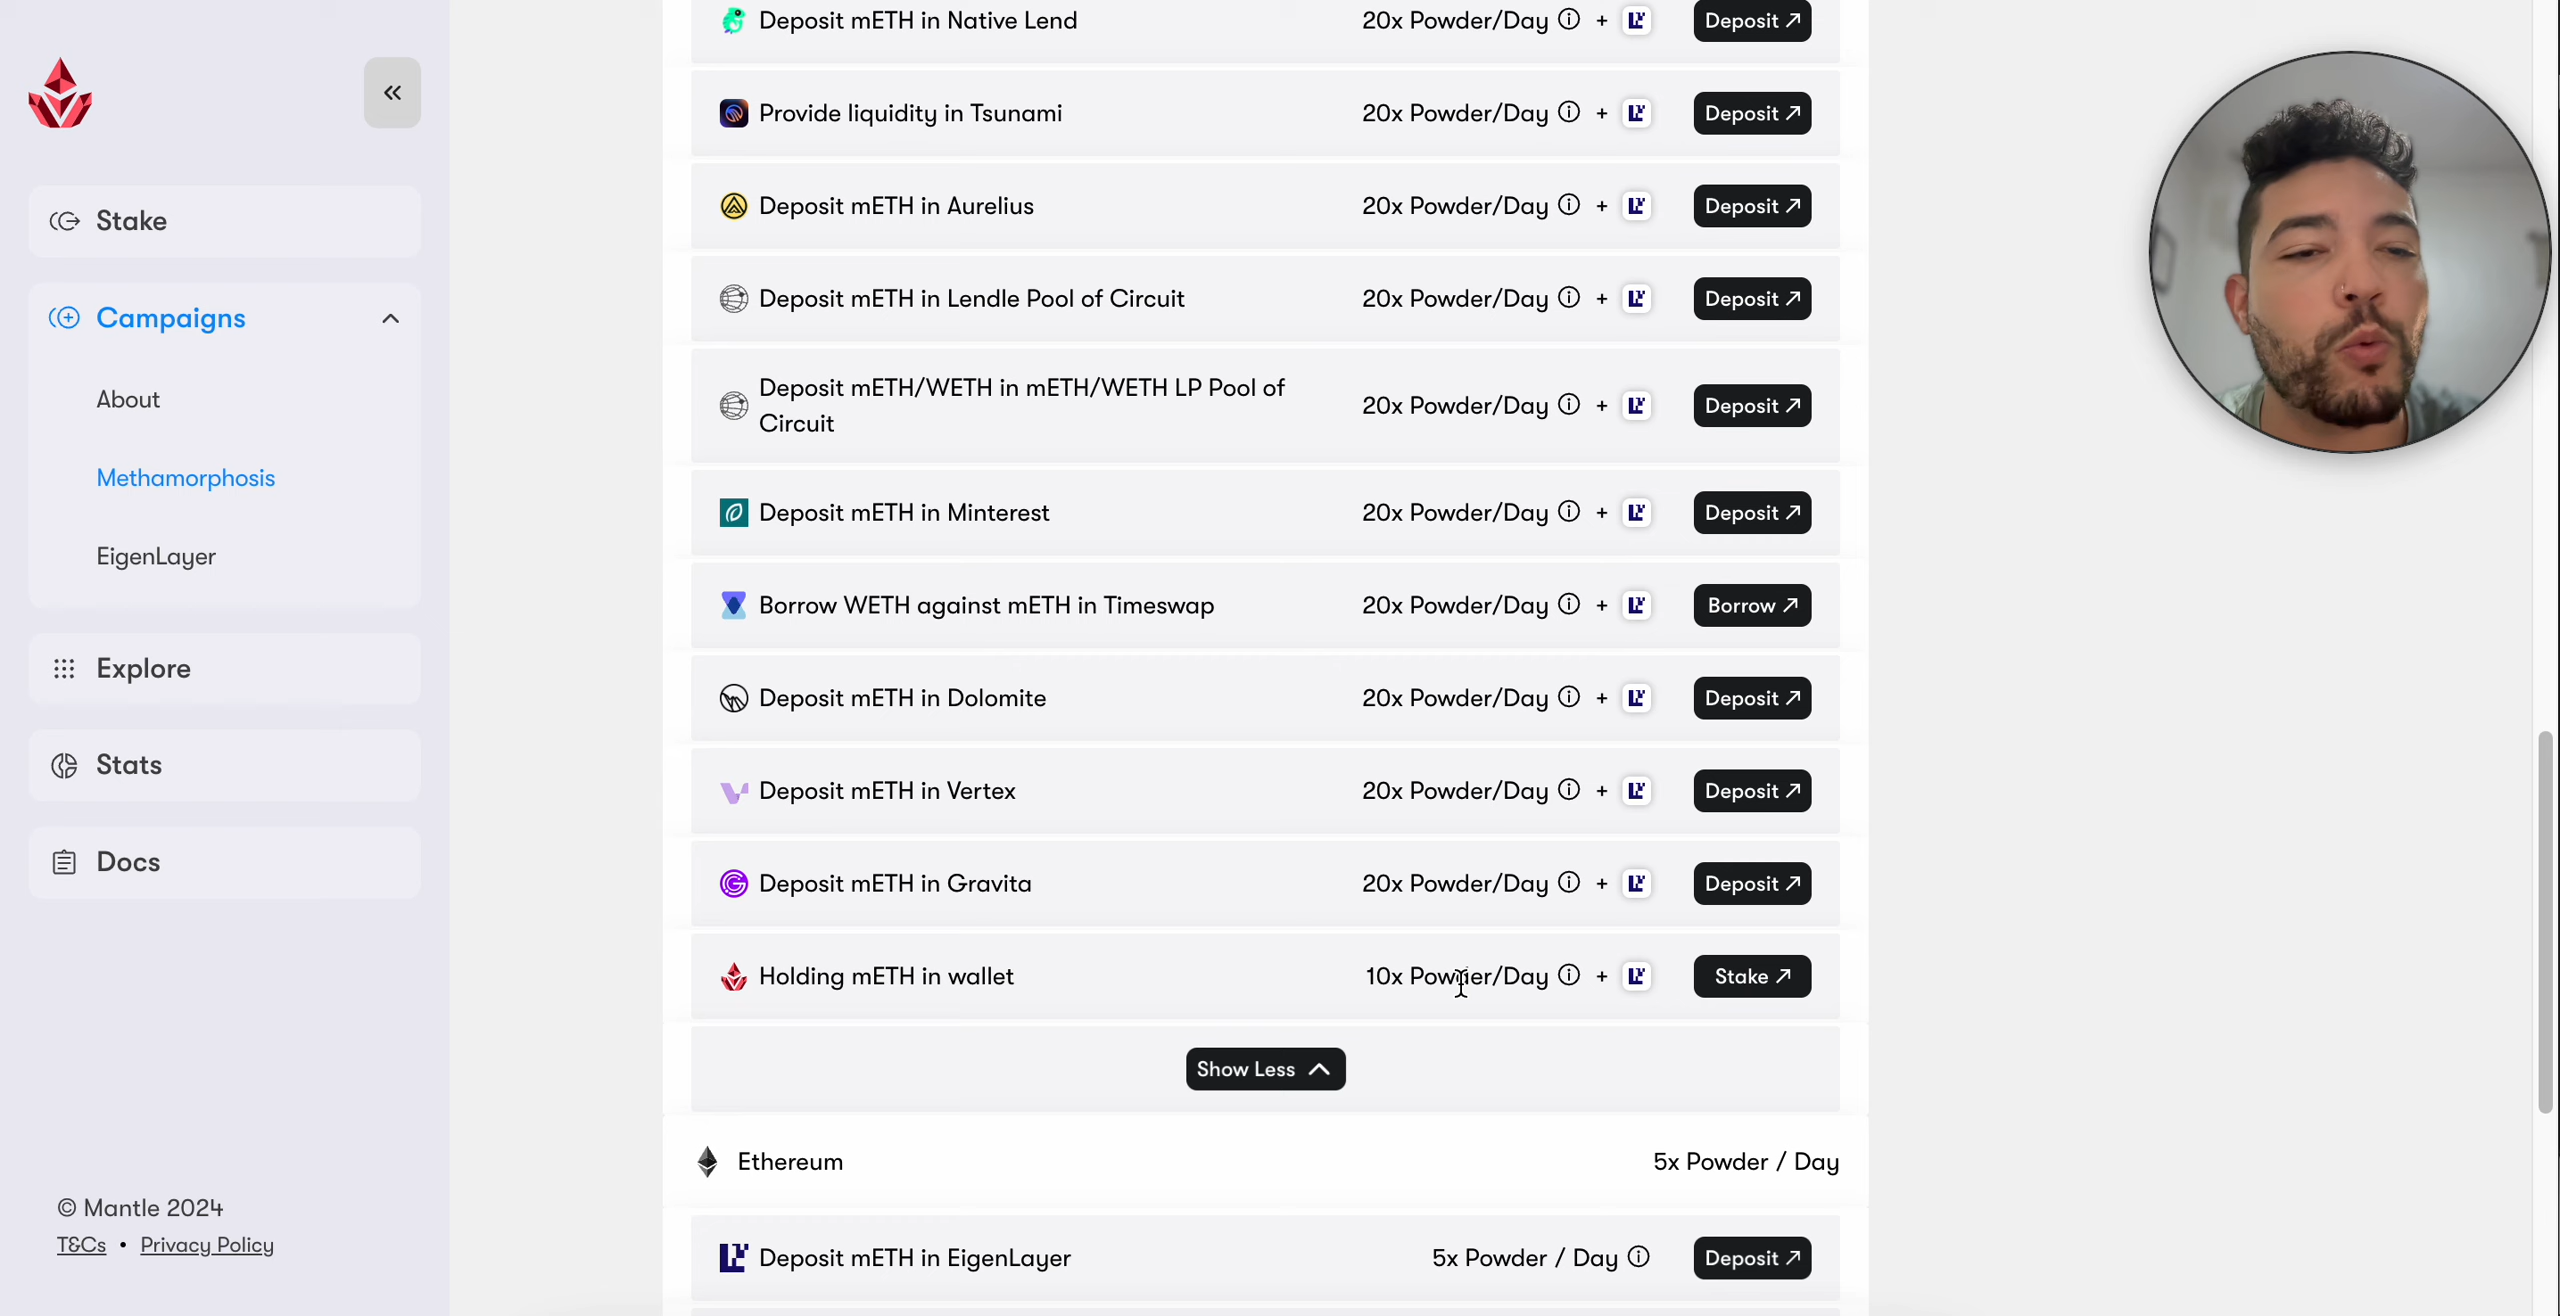 Deposit mETH in Native Lend 20x Powder/Day + Deposit
Provide liquidity in Tsunami 20x Powder/Day + Deposit
Stake
Deposit mETH in Aurelius 20x Powder/Day + Deposit
Campaigns
Deposit mETH in Lendle Pool of Circuit 20x Powder/Day + Deposit
About
Deposit mETH/WETH in mETH/WETH LP Pool of
Circuit
20x Powder/Day + Deposit
Methamorphosis
Deposit mETH in Minterest 20x Powder/Day + Deposit
EigenLayer
Borrow WETH against mETH in Timeswap 20x Powder/Day + Borrow
Explore
Deposit mETH in Dolomite 20x Powder/Day + Deposit
Stats
Deposit mETH in Vertex 20x Powder/Day + Deposit
Docs
Deposit mETH in Gravita 20x Powder/Day + Deposit
Holding mETH in wallet 10x Powder/Day + Stake
Show Less
Ethereum 5x Powder / Day
© Mantle 2024
T&Cs • Privacy Policy
Deposit mETH in EigenLayer 5x Powder / Day Deposit